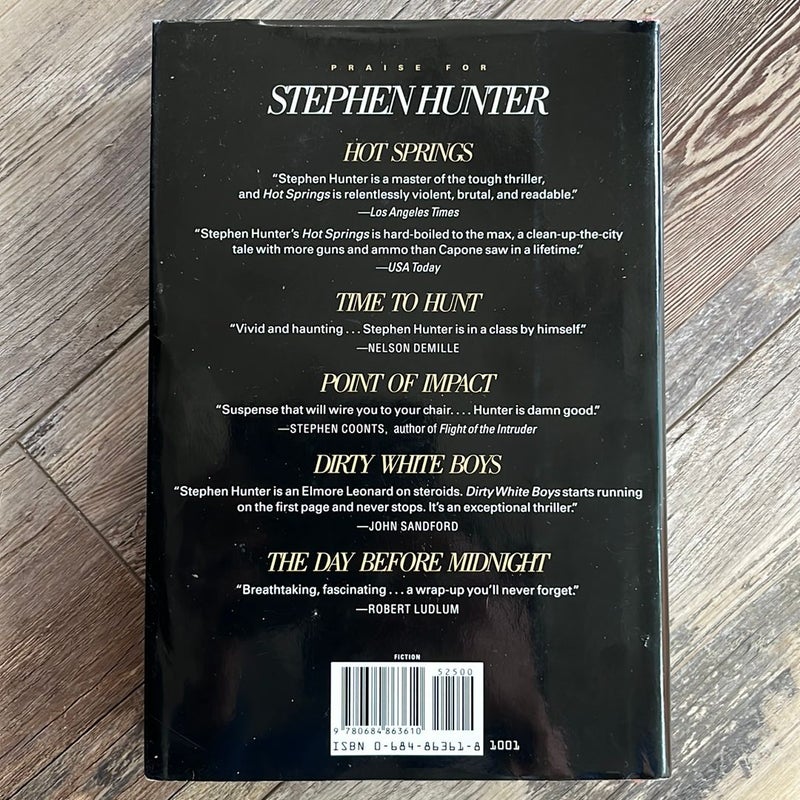 PRAISE FOR
STEPHEN HUNTER
HOT SPRINGS
“Stephen Hunter is a master of the tough thriller,
and Hot Springs is relentlessly violent, brutal, and readable.”
—Los Angeles Times
“Stephen Hunter’s Hot Springs is hard-boiled to the max, a clean-up-the-city
tale with more guns and ammo than Capone saw in a lifetime.”
—USA Today
TIME TO HUNT
“Vivid and haunting . . . Stephen Hunter is in a class by himself.”
—NELSON DEMILLE
POINT OF IMPACT
“Suspense that will wire you to your chair. . . . Hunter is damn good.”
—STEPHEN COONTS, author of Flight of the Intruder
DIRTY WHITE BOYS
“Stephen Hunter is an Elmore Leonard on steroids. Dirty White Boys starts running
on the first page and never stops. It’s an exceptional thriller.”
—JOHN SANDFORD
THE DAY BEFORE MIDNIGHT
“Breathtaking, fascinating . . . a wrap-up you’ll never forget.”
—ROBERT LUDLUM
FICTION
52500
9 780684 863610
ISBN 0-684-86361-8 1001